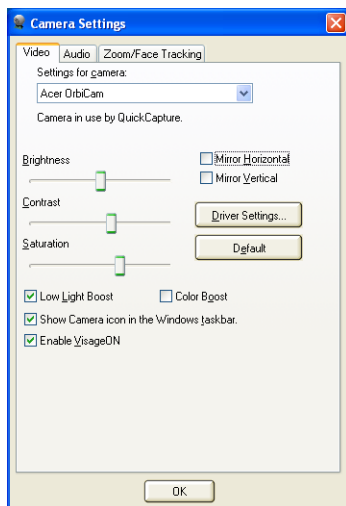 Camera Settings
Video Audio Zoom/Face Tracking
Settings for camera:
Acer OrbiCam
Camera in use by QuickCapture.
Brightness
Mirror Horizontal
Mirror Vertical
Contrast
Driver Settings...
Saturation
Default
Low Light Boost Color Boost
Show Camera icon in the Windows taskbar.
Enable VisageON
OK